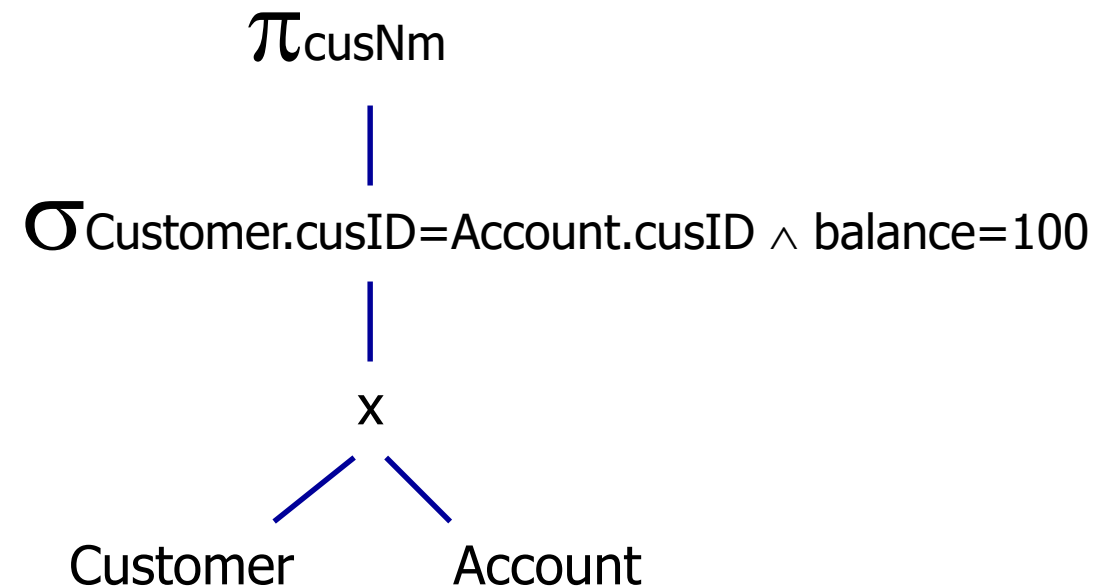 πcusNm
σCustomer.cusID=Account.cusID ∧ balance=100
x
Customer Account